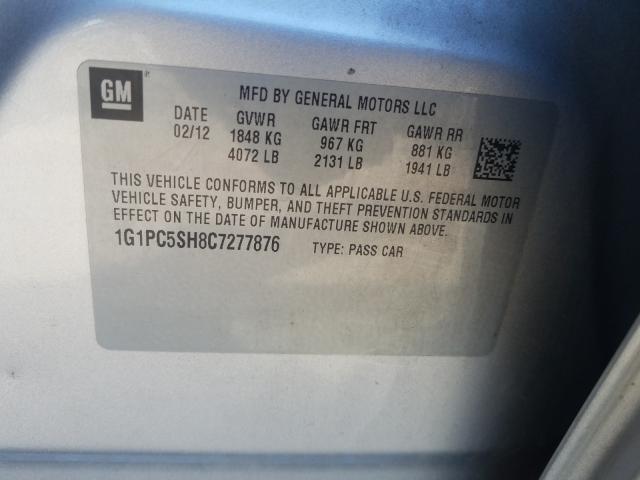 GM
MFD BY GENERAL MOTORS LLC
DATE GVWR GAWR FRT GAWR RR
02/12 1848 KG 967 KG 881 KG
4072 LB 2131 LB 1941 LB
THIS VEHICLE CONFORMS TO ALL APPLICABLE U.S. FEDERAL MOTOR
VEHICLE SAFETY, BUMPER, AND THEFT PREVENTION STANDARDS IN
EFFECT ON THE DATE OF MANUFACTURE SHOWN ABOVE.
1G1PC5SH8C7277876 TYPE: PASS CAR